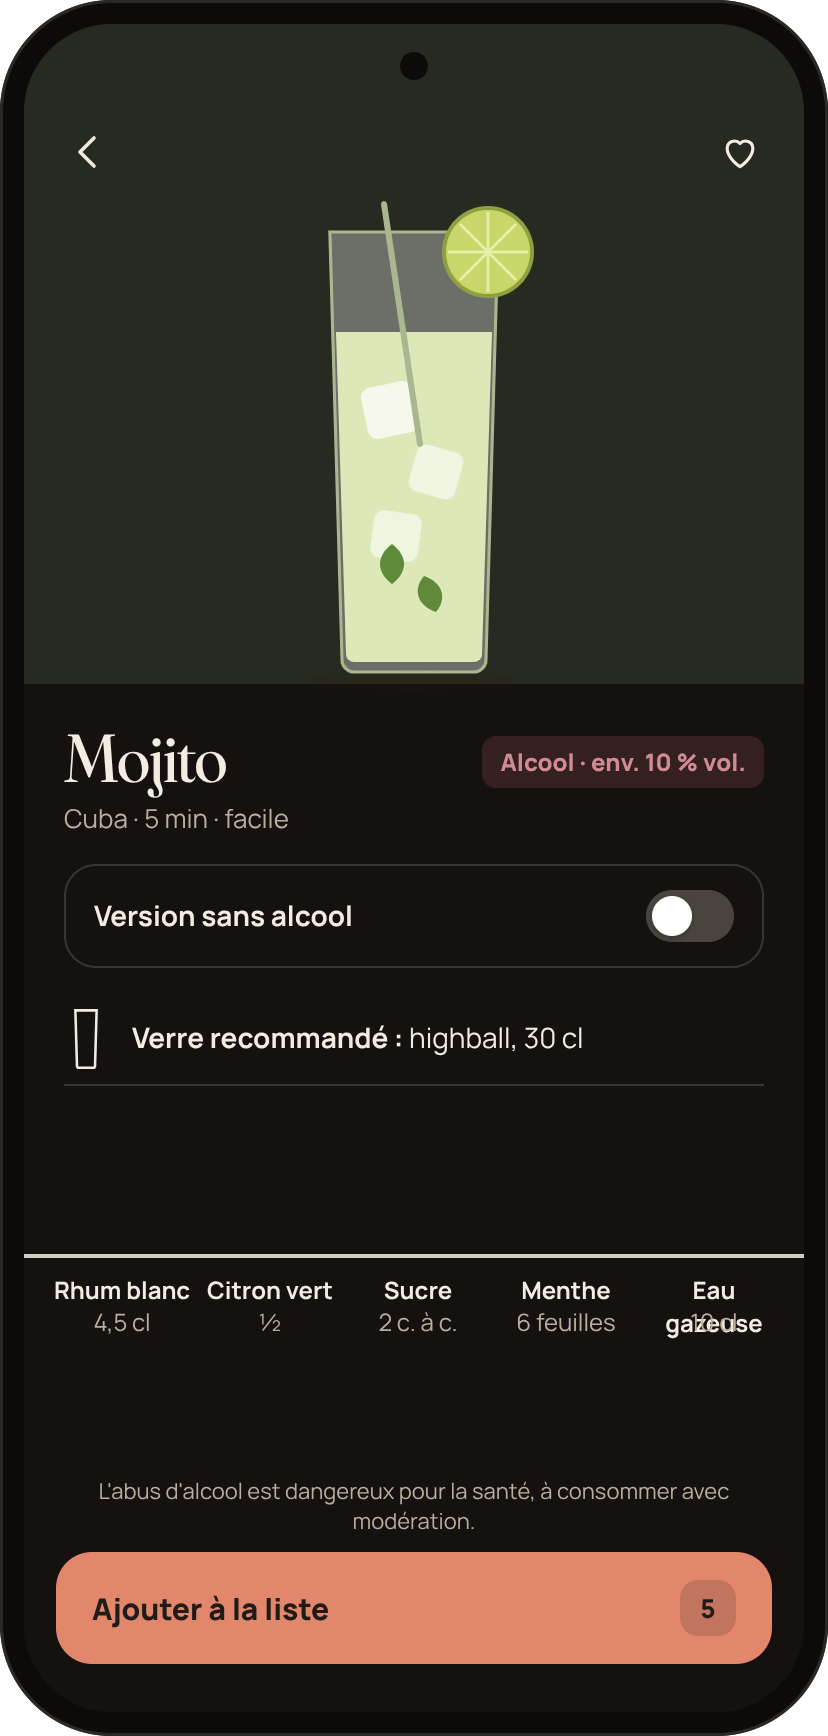 Mojito
Alcool · env. 10 % vol.
Cuba · 5 min · facile
Version sans alcool
Verre recommandé : highball, 30 cl
Rhum blanc Citron vert Sucre Menthe Eau gazeuse
4,5 cl ½ 2 c. à c. 6 feuilles 10 cl
L'abus d'alcool est dangereux pour la santé, à consommer avec
modération.
Ajouter à la liste 5